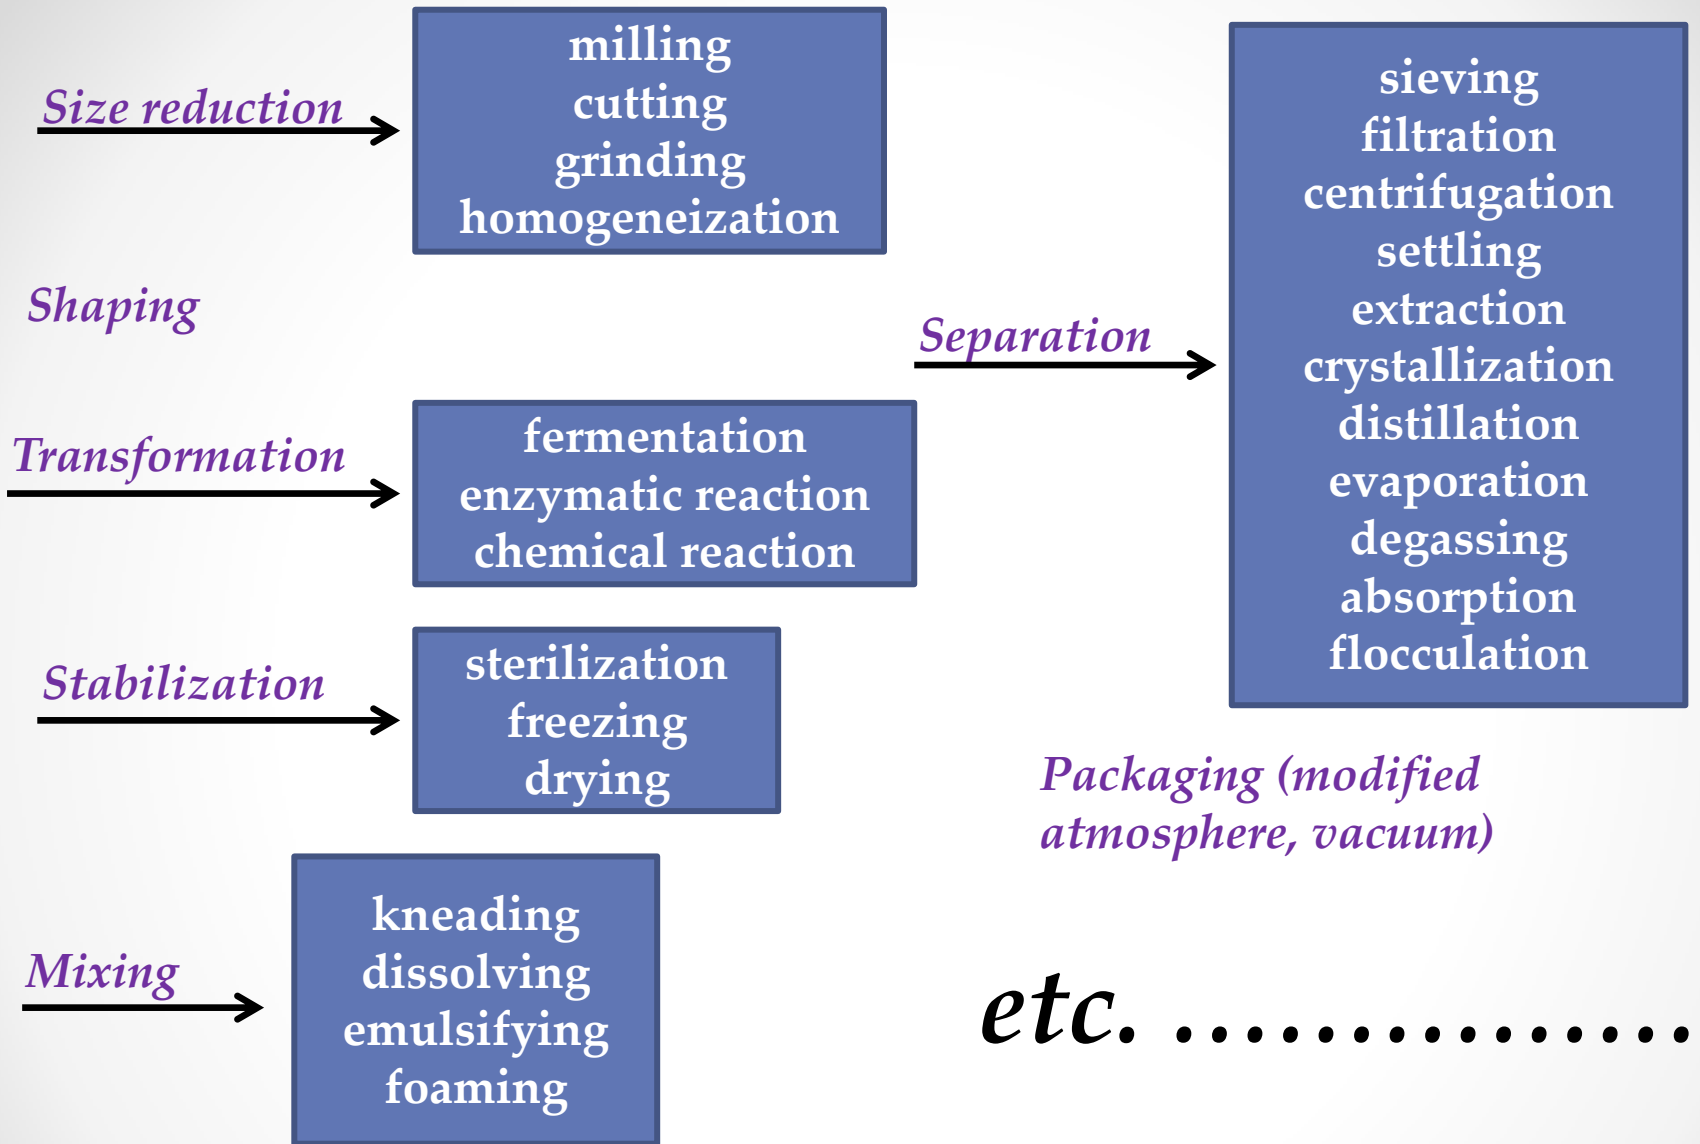 Size reduction
milling
cutting
grinding
homogeneization
Shaping
Transformation
fermentation
enzymatic reaction
chemical reaction
Stabilization
sterilization
freezing
drying
Mixing
kneading
dissolving
emulsifying
foaming
Separation
sieving
filtration
centrifugation
settling
extraction
crystallization
distillation
evaporation
degassing
absorption
flocculation
Packaging (modified
atmosphere, vacuum)
etc. ...............